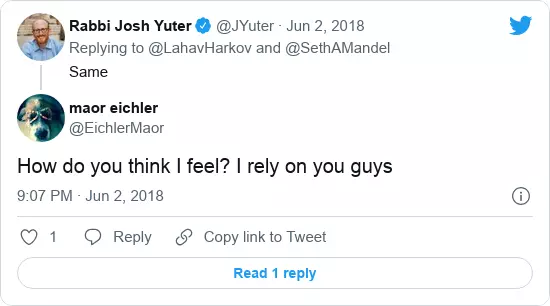 Rabbi Josh Yuter @JYuter · Jun 2, 2018
Replying to @LahavHarkov and @SethAMandel
Same
maor eichler
@EichlerMaor
How do you think I feel? I rely on you guys
9:07 PM · Jun 2, 2018
1 Reply Copy link to Tweet
Read 1 reply